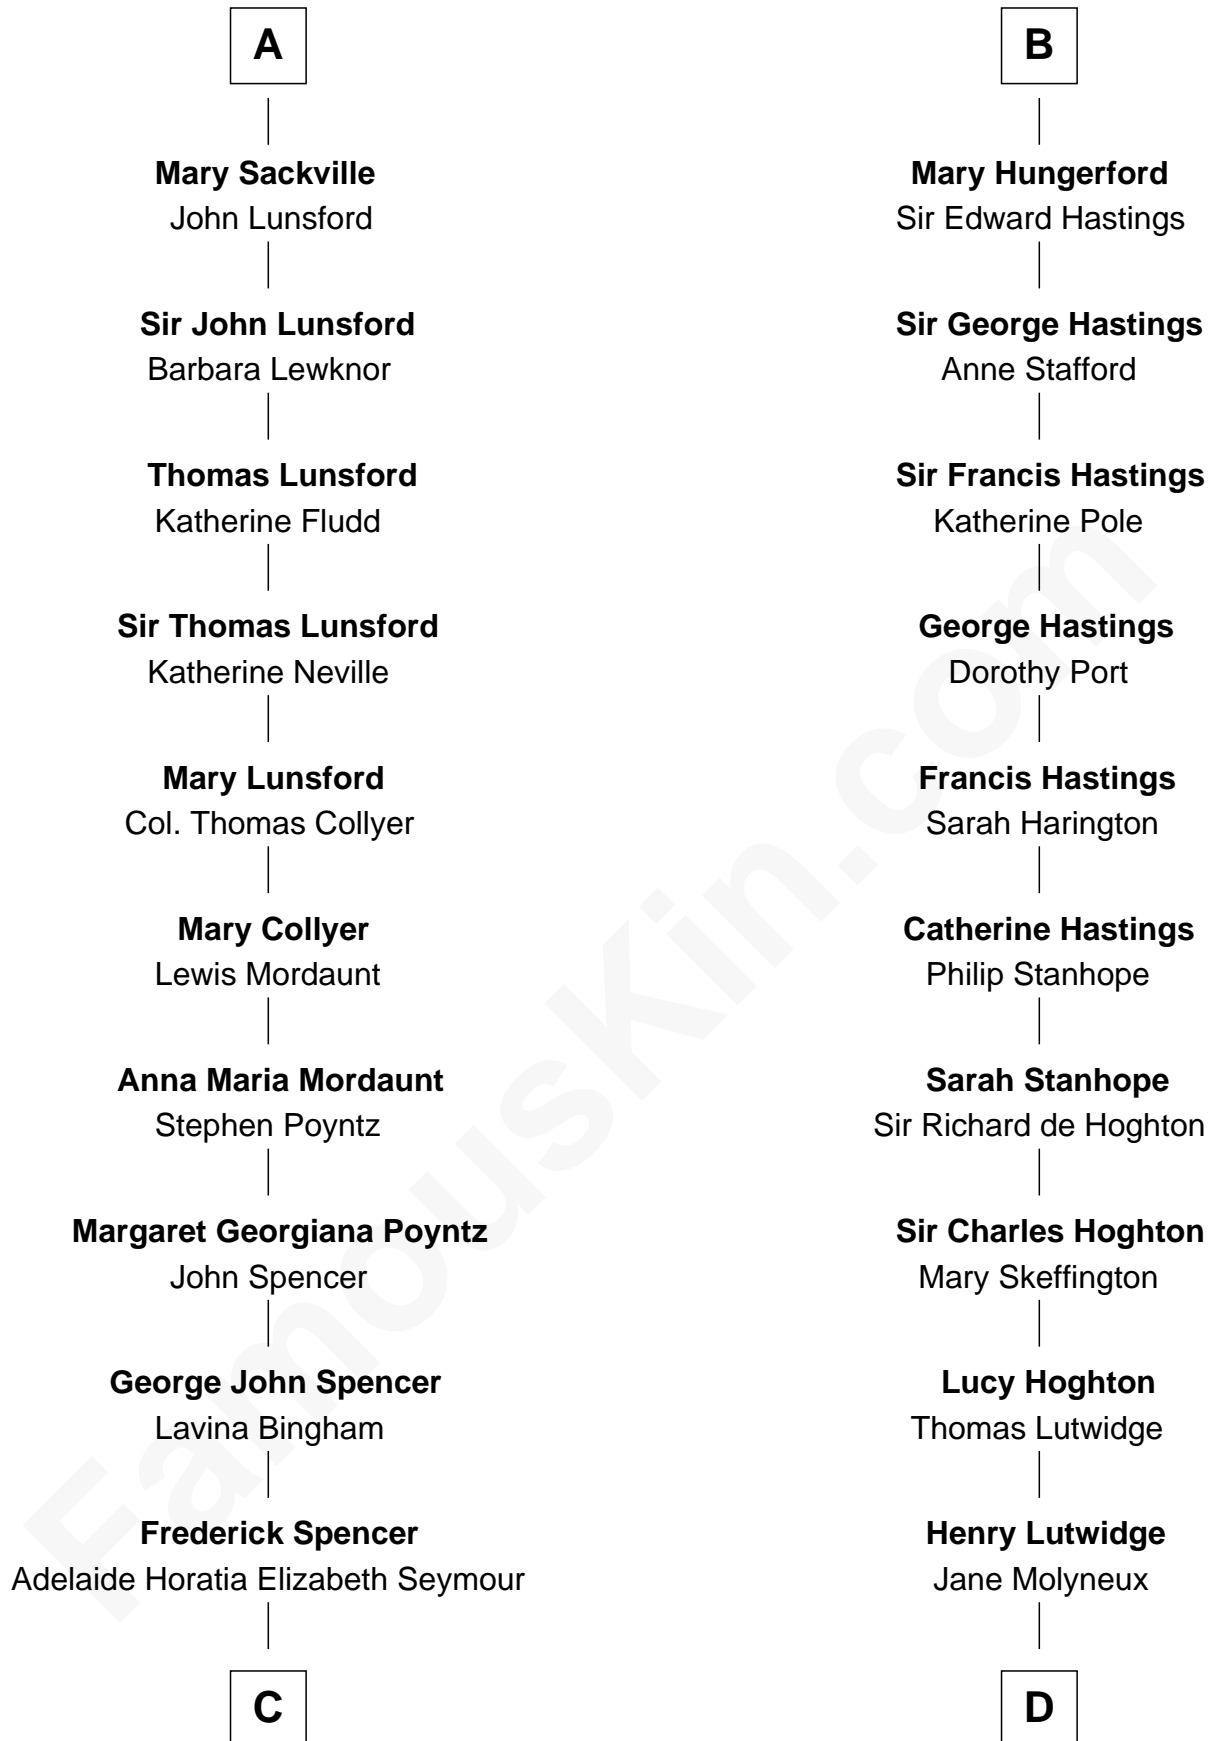 A
Mary Sackville
John Lunsford
Sir John Lunsford
Barbara Lewknor
Thomas Lunsford
Katherine Fludd
Sir Thomas Lunsford
Katherine Neville
Mary Lunsford
Col. Thomas Collyer
Mary Collyer
Lewis Mordaunt
Anna Maria Mordaunt
Stephen Poyntz
Margaret Georgiana Poyntz
John Spencer
George John Spencer
Lavina Bingham
Frederick Spencer
Adelaide Horatia Elizabeth Seymour
C
B
Mary Hungerford
Sir Edward Hastings
Sir George Hastings
Anne Stafford
Sir Francis Hastings
Katherine Pole
George Hastings
Dorothy Port
Francis Hastings
Sarah Harington
Catherine Hastings
Philip Stanhope
Sarah Stanhope
Sir Richard de Hoghton
Sir Charles Hoghton
Mary Skeffington
Lucy Hoghton
Thomas Lutwidge
Henry Lutwidge
Jane Molyneux
D
FamousKin.com